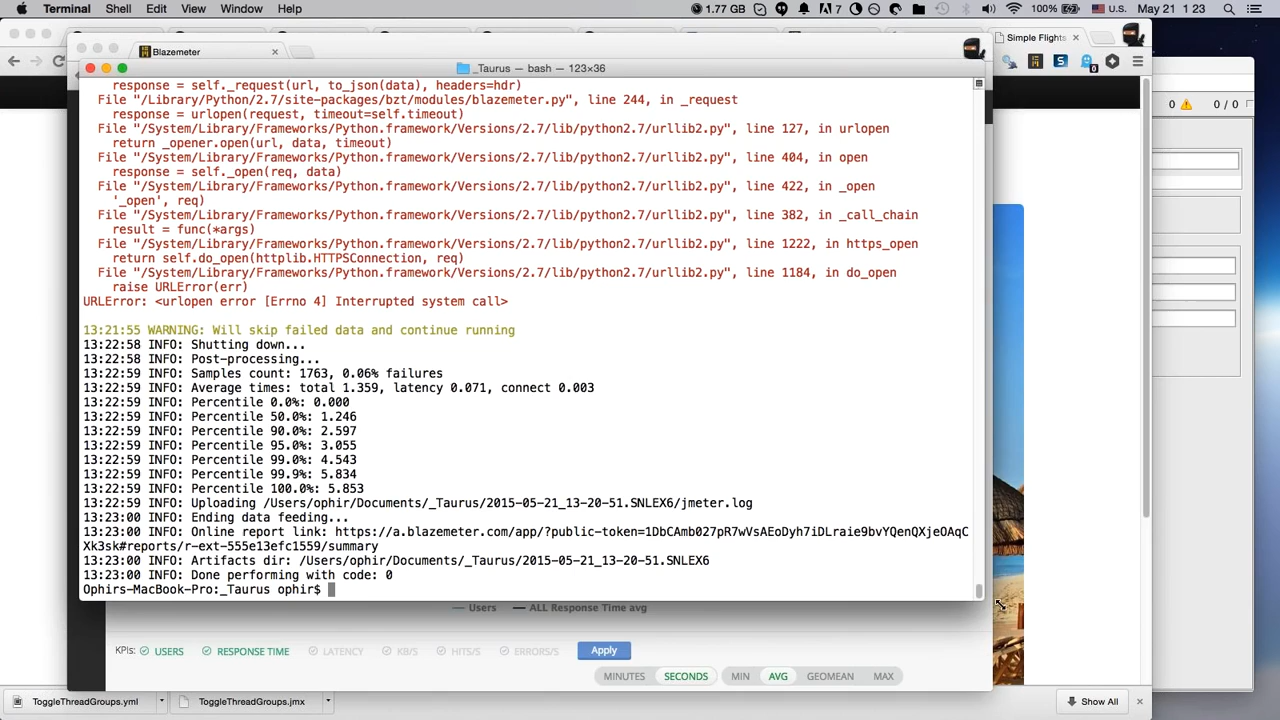 Terminal Shell Edit View Window Help 1.77 GB 7 100% U.S. May 21 1 23
Blazemeter × Simple Flights ×
_Taurus — bash — 123×36
response = self._request(url, to_json(data), headers=hdr)
File "/Library/Python/2.7/site-packages/bzt/modules/blazemeter.py", line 244, in _request
response = urlopen(request, timeout=self.timeout)
File "/System/Library/Frameworks/Python.framework/Versions/2.7/lib/python2.7/urllib2.py", line 127, in urlopen
return _opener.open(url, data, timeout)
File "/System/Library/Frameworks/Python.framework/Versions/2.7/lib/python2.7/urllib2.py", line 404, in open
response = self._open(req, data)
File "/System/Library/Frameworks/Python.framework/Versions/2.7/lib/python2.7/urllib2.py", line 422, in _open
'_open', req)
File "/System/Library/Frameworks/Python.framework/Versions/2.7/lib/python2.7/urllib2.py", line 382, in _call_chain
result = func(*args)
File "/System/Library/Frameworks/Python.framework/Versions/2.7/lib/python2.7/urllib2.py", line 1222, in https_open
return self.do_open(httplib.HTTPSConnection, req)
File "/System/Library/Frameworks/Python.framework/Versions/2.7/lib/python2.7/urllib2.py", line 1184, in do_open
raise URLError(err)
URLError: <urlopen error [Errno 4] Interrupted system call>
13:21:55 WARNING: Will skip failed data and continue running
13:22:58 INFO: Shutting down...
13:22:58 INFO: Post-processing...
13:22:59 INFO: Samples count: 1763, 0.06% failures
13:22:59 INFO: Average times: total 1.359, latency 0.071, connect 0.003
13:22:59 INFO: Percentile 0.0%: 0.000
13:22:59 INFO: Percentile 50.0%: 1.246
13:22:59 INFO: Percentile 90.0%: 2.597
13:22:59 INFO: Percentile 95.0%: 3.055
13:22:59 INFO: Percentile 99.0%: 4.543
13:22:59 INFO: Percentile 99.9%: 5.834
13:22:59 INFO: Percentile 100.0%: 5.853
13:22:59 INFO: Uploading /Users/ophir/Documents/_Taurus/2015-05-21_13-20-51.SNLEX6/jmeter.log
13:23:00 INFO: Ending data feeding...
13:23:00 INFO: Online report link: https://a.blazemeter.com/app/?public-token=1DbCAmb027pR7wVsAEoDyh7iDLraie9bvYQenQXjeOAqC
Xk3sk#reports/r-ext-555e13efc1559/summary
13:23:00 INFO: Artifacts dir: /Users/ophir/Documents/_Taurus/2015-05-21_13-20-51.SNLEX6
13:23:00 INFO: Done performing with code: 0
Ophirs-MacBook-Pro:_Taurus ophir$
0 0 / 0
Users ALL Response Time avg
KPIs: USERS RESPONSE TIME LATENCY KB/S HITS/S ERRORS/S Apply
MINUTES SECONDS MIN AVG GEOMEAN MAX
ToggleThreadGroups.yml ToggleThreadGroups.jmx Show All ×